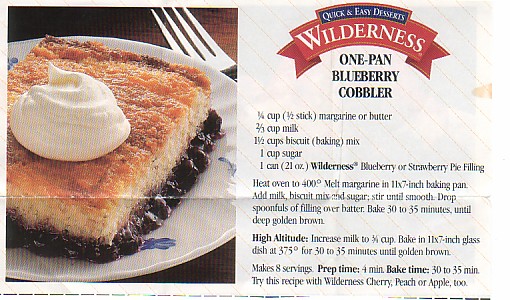 QUICK & EASY DESSERTS
WILDERNESS
ONE-PAN
BLUEBERRY
COBBLER
¼ cup (½ stick) margarine or butter
⅔ cup milk
1½ cups biscuit (baking) mix
1 cup sugar
1 can (21 oz.) Wilderness® Blueberry or Strawberry Pie Filling
Heat oven to 400°. Melt margarine in 11x7-inch baking pan.
Add milk, biscuit mix and sugar; stir until smooth. Drop
spoonfuls of filling over batter. Bake 30 to 35 minutes, until
deep golden brown.
High Altitude: Increase milk to ¾ cup. Bake in 11x7-inch glass
dish at 375° for 30 to 35 minutes until golden brown.
Makes 8 servings. Prep time: 4 min. Bake time: 30 to 35 min.
Try this recipe with Wilderness Cherry, Peach or Apple, too.